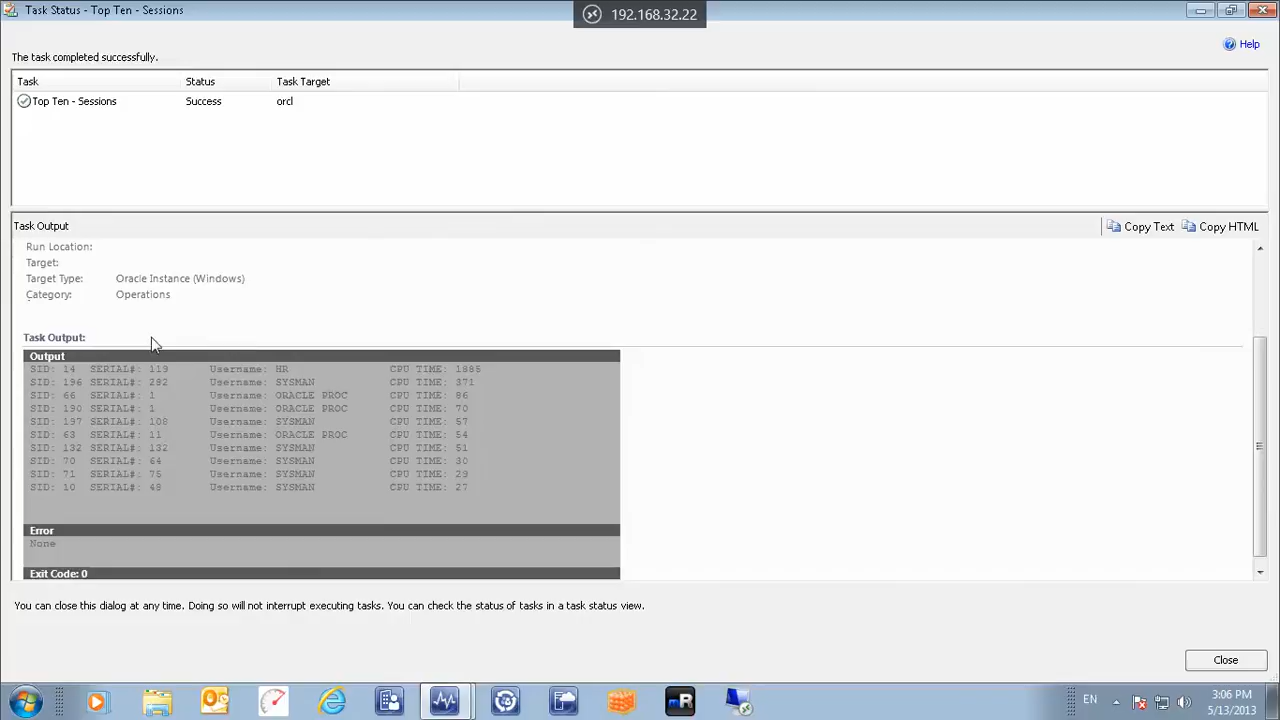 Task Status - Top Ten - Sessions
192.168.32.22
Help
The task completed successfully.
Task Status Task Target
Top Ten - Sessions Success orcl
Task Output Copy Text Copy HTML
Run Location:
Target:
Target Type: Oracle Instance (Windows)
Category: Operations
Task Output:
Output
SID: 14 SERIAL#: 119 Username: HR CPU TIME: 1885
SID: 196 SERIAL#: 282 Username: SYSMAN CPU TIME: 371
SID: 66 SERIAL#: 1 Username: ORACLE PROC CPU TIME: 86
SID: 190 SERIAL#: 1 Username: ORACLE PROC CPU TIME: 70
SID: 197 SERIAL#: 108 Username: SYSMAN CPU TIME: 57
SID: 63 SERIAL#: 11 Username: ORACLE PROC CPU TIME: 54
SID: 132 SERIAL#: 132 Username: SYSMAN CPU TIME: 51
SID: 70 SERIAL#: 64 Username: SYSMAN CPU TIME: 30
SID: 71 SERIAL#: 75 Username: SYSMAN CPU TIME: 29
SID: 10 SERIAL#: 48 Username: SYSMAN CPU TIME: 27
Error
None
Exit Code: 0
You can close this dialog at any time. Doing so will not interrupt executing tasks. You can check the status of tasks in a task status view.
Close
mR
EN
3:06 PM
5/13/2013